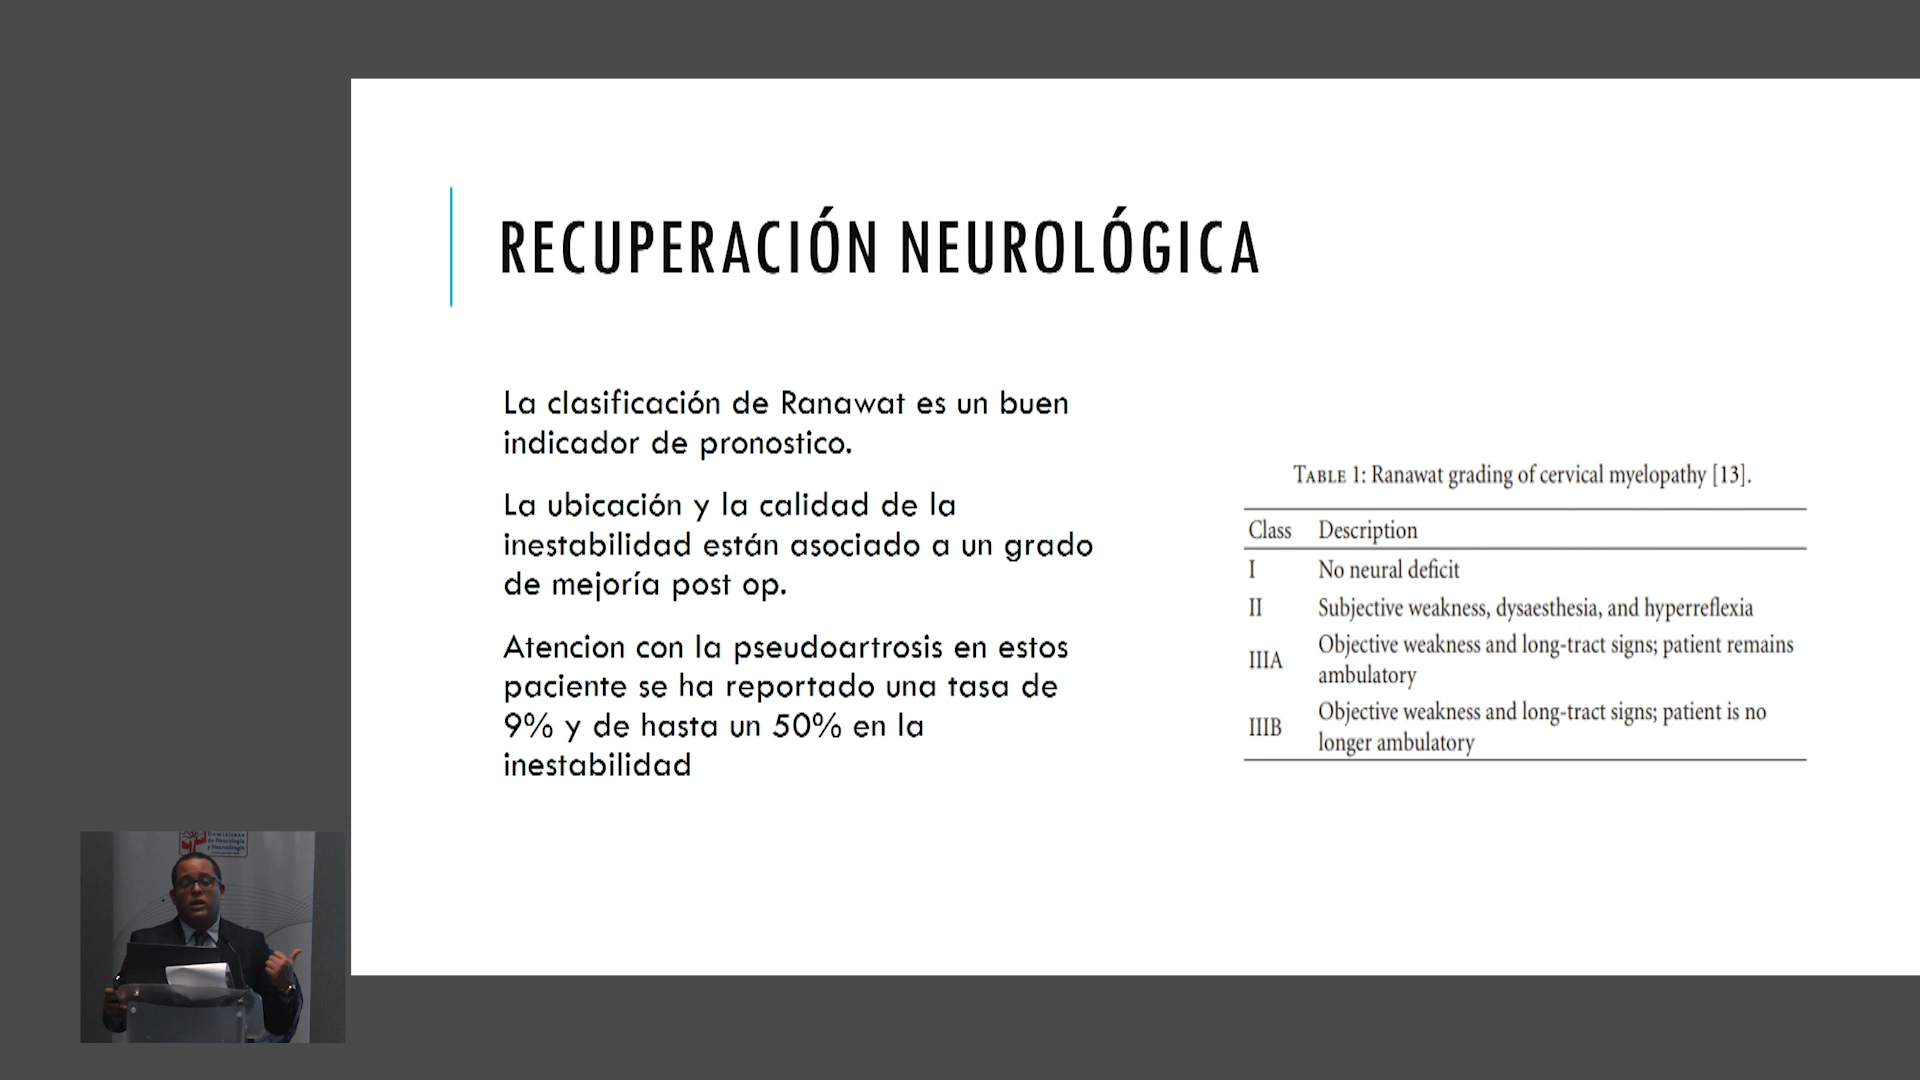 RECUPERACIÓN NEUROLÓGICA
La clasificación de Ranawat es un buen
indicador de pronostico.
La ubicación y la calidad de la
inestabilidad están asociado a un grado
de mejoría post op.
Atencion con la pseudoartrosis en estos
paciente se ha reportado una tasa de
9% y de hasta un 50% en la
inestabilidad
TABLE 1: Ranawat grading of cervical myelopathy [13].
Class Description
I No neural deficit
II Subjective weakness, dysaesthesia, and hyperreflexia
IIIA Objective weakness and long-tract signs; patient remains
ambulatory
IIIB Objective weakness and long-tract signs; patient is no
longer ambulatory
Dominicana
de Neurología
y Neurocirugía